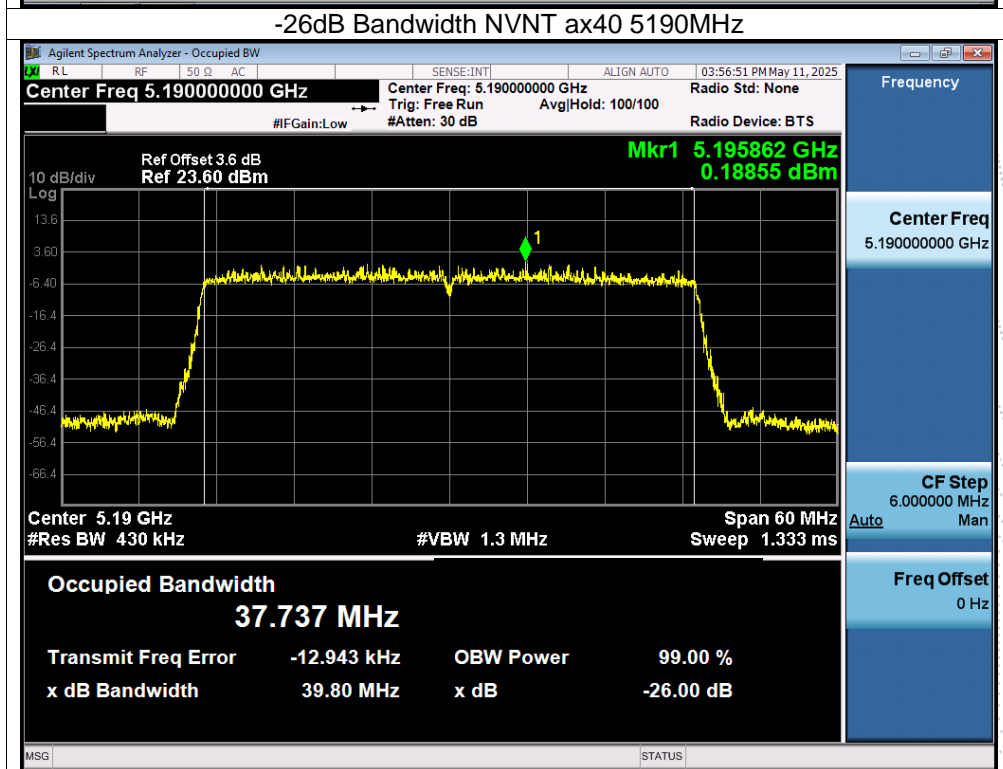 -26dB Bandwidth NVNT ax40 5190MHz
Agilent Spectrum Analyzer - Occupied BW
LXI RL RF 50 Ω AC SENSE:INT ALIGN AUTO 03:56:51 PM May 11, 2025
Center Freq 5.190000000 GHz
Center Freq: 5.190000000 GHz
Radio Std: None
Trig: Free Run Avg|Hold: 100/100
#IFGain:Low #Atten: 30 dB Radio Device: BTS
Mkr1 5.195862 GHz
0.18855 dBm
Ref Offset 3.6 dB
10 dB/div Ref 23.60 dBm
Log
13.6
3.60
-6.40
-16.4
-26.4
-36.4
-46.4
-56.4
-66.4
1
Center 5.19 GHz Span 60 MHz
#Res BW 430 kHz #VBW 1.3 MHz Sweep 1.333 ms
Occupied Bandwidth
37.737 MHz
Transmit Freq Error -12.943 kHz OBW Power 99.00 %
x dB Bandwidth 39.80 MHz x dB -26.00 dB
Frequency
Center Freq
5.190000000 GHz
CF Step
6.000000 MHz
Auto Man
Freq Offset
0 Hz
MSG STATUS